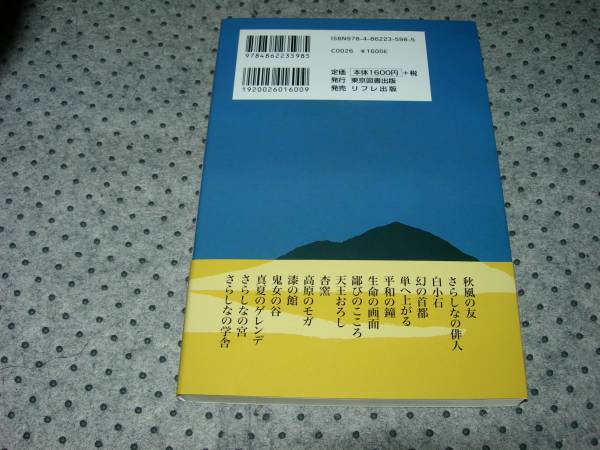 ISBN978-4-86223-598-5
C0026 ¥1600E
定価 本体1600円 +税
発行 東京図書出版
発売 リフレ出版
9784862235985
1920026016009
秋風の友
さらしなの俳人
白小石
幻の首都
単へ上がる
平和の鐘
生命の画面
鄙びのこころ
天王おろし
杏窯
高原のモガ
漆の館
鬼女の谷
真夏のゲレンデ
さらしなの宮
さらしなの学舎